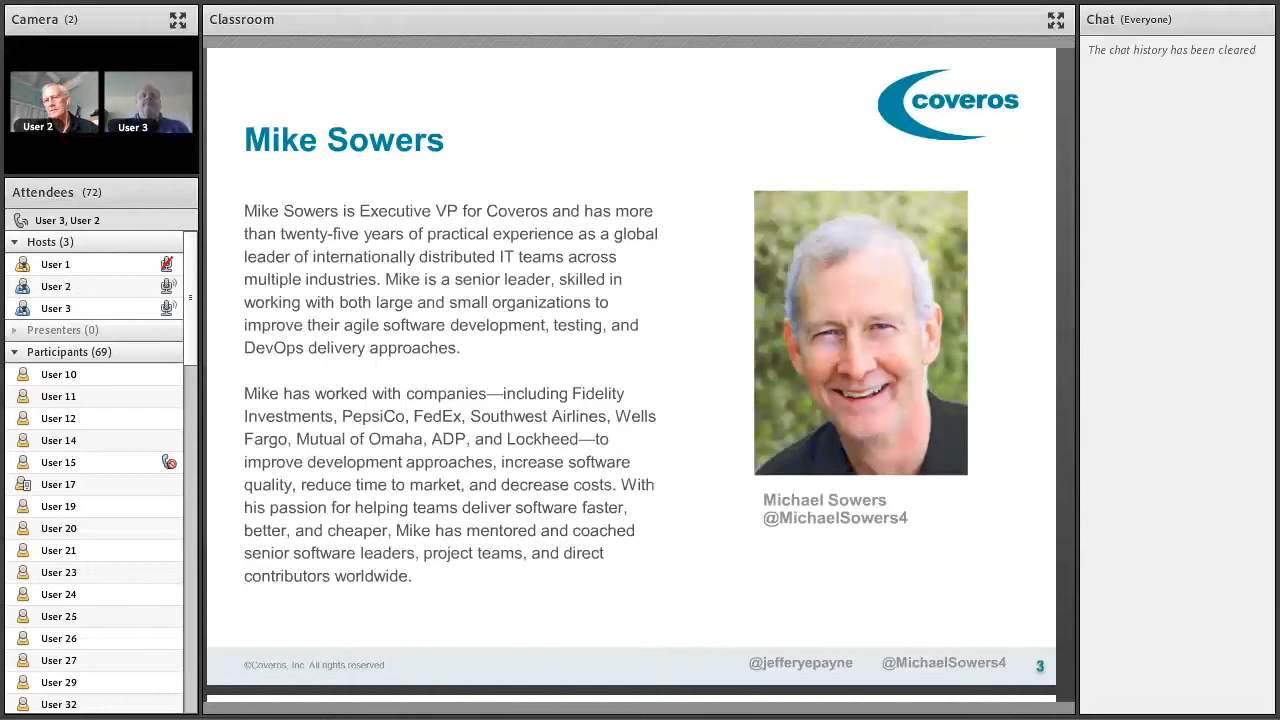 Camera (2)
User 2
User 3
Attendees (72)
User 3, User 2
Hosts (3)
User 1
User 2
User 3
Presenters (0)
Participants (69)
User 10
User 11
User 12
User 14
User 15
User 17
User 19
User 20
User 21
User 23
User 24
User 25
User 26
User 27
User 29
User 32
Classroom
coveros
Mike Sowers
Mike Sowers is Executive VP for Coveros and has more
than twenty-five years of practical experience as a global
leader of internationally distributed IT teams across
multiple industries. Mike is a senior leader, skilled in
working with both large and small organizations to
improve their agile software development, testing, and
DevOps delivery approaches.
Mike has worked with companies—including Fidelity
Investments, PepsiCo, FedEx, Southwest Airlines, Wells
Fargo, Mutual of Omaha, ADP, and Lockheed—to
improve development approaches, increase software
quality, reduce time to market, and decrease costs. With
his passion for helping teams deliver software faster,
better, and cheaper, Mike has mentored and coached
senior software leaders, project teams, and direct
contributors worldwide.
Michael Sowers
@MichaelSowers4
©Coveros, Inc. All rights reserved
@jefferyepayne
@MichaelSowers4
3
Chat (Everyone)
The chat history has been cleared